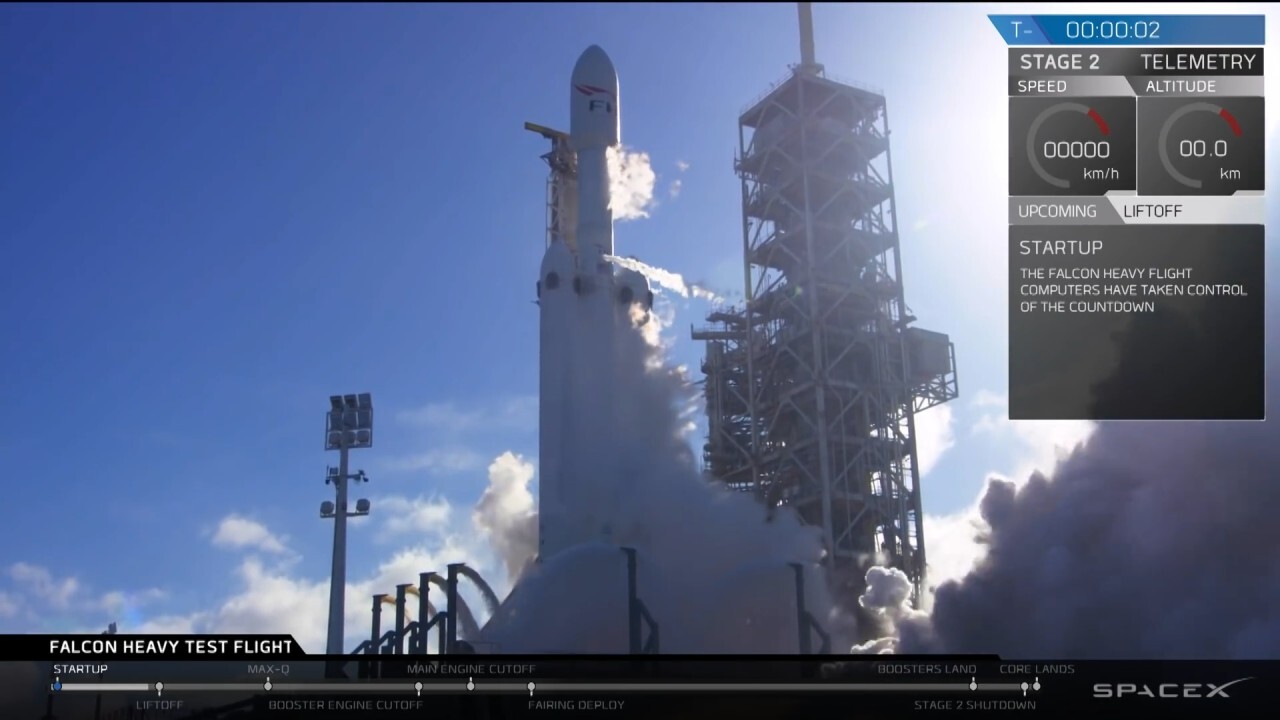 T- 00:00:02
STAGE 2 TELEMETRY
SPEED ALTITUDE
00000 00.0
km/h km
UPCOMING LIFTOFF
STARTUP
THE FALCON HEAVY FLIGHT
COMPUTERS HAVE TAKEN CONTROL
OF THE COUNTDOWN
FALCON HEAVY TEST FLIGHT
STARTUP MAX-Q MAIN ENGINE CUTOFF BOOSTERS LAND CORE LANDS
LIFTOFF BOOSTER ENGINE CUTOFF FAIRING DEPLOY STAGE 2 SHUTDOWN
SPACEX